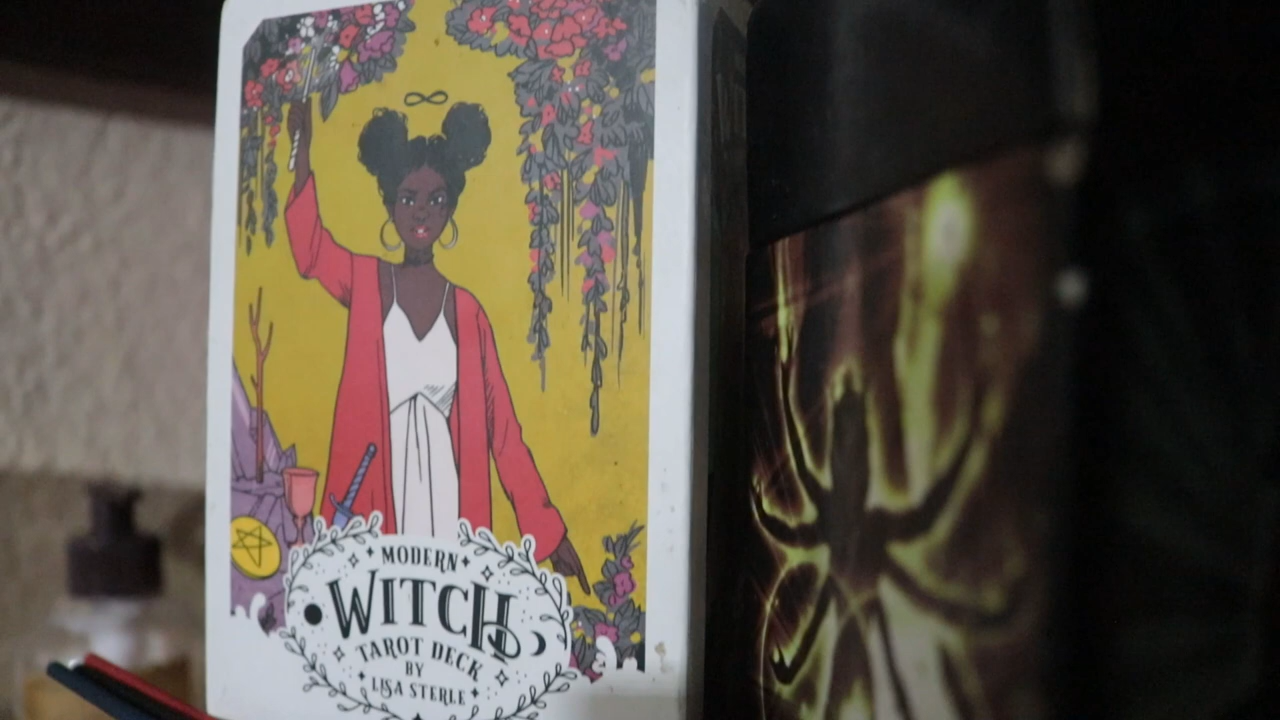 MODERN
WITCH
TAROT DECK
BY
LISA STERLE